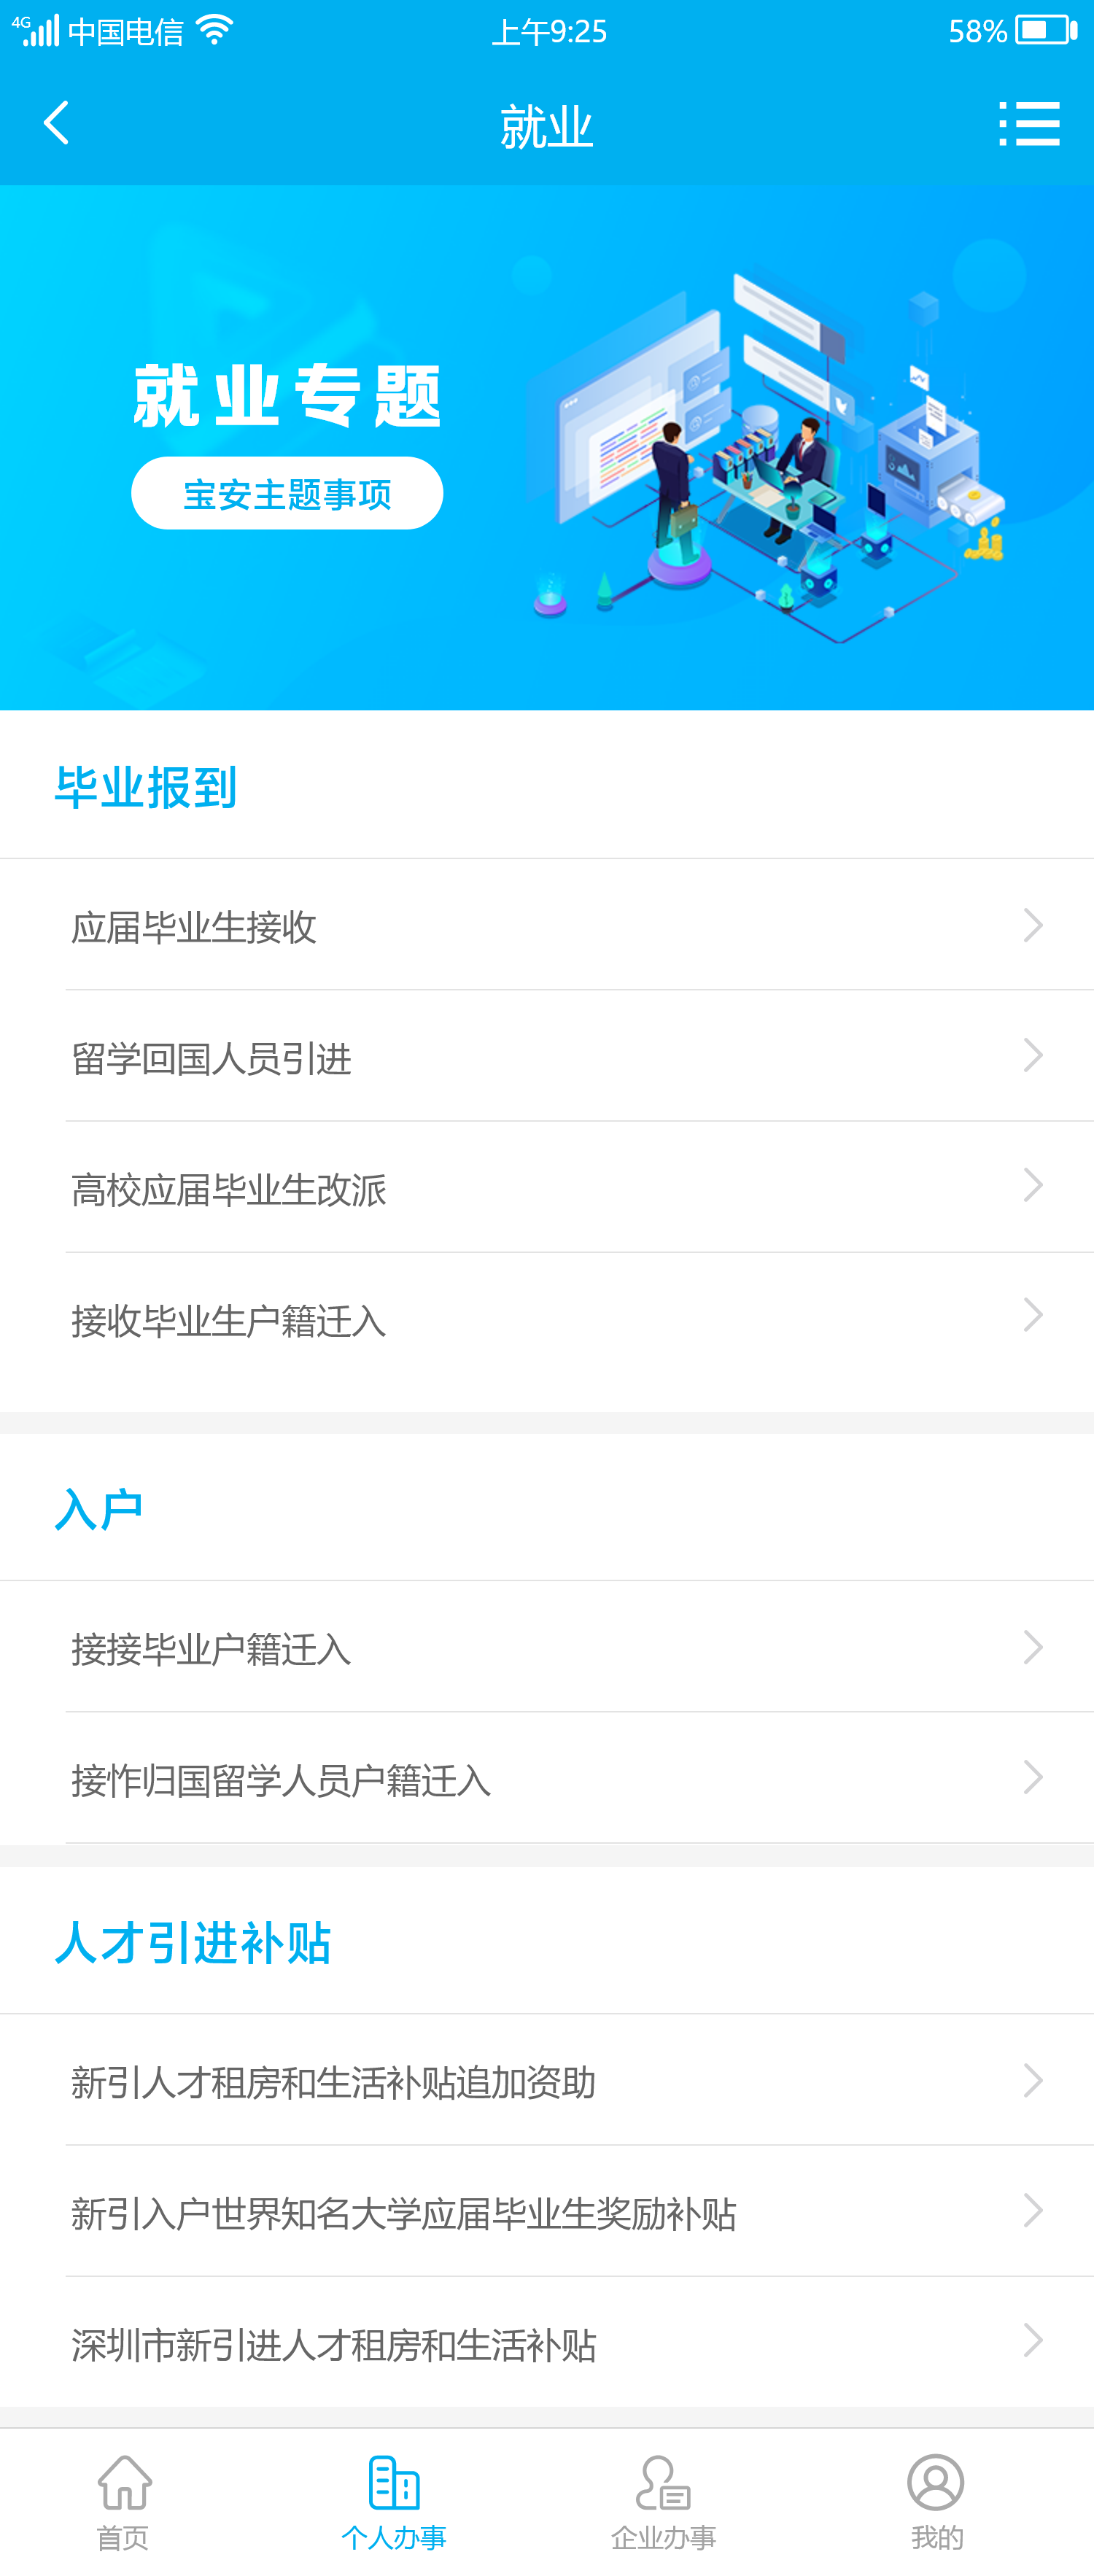 4G 中国电信 上午9:25 58%
就业
就业专题
宝安主题事项
毕业报到
应届毕业生接收
留学回国人员引进
高校应届毕业生改派
接收毕业生户籍迁入
入户
接接毕业户籍迁入
接怍归国留学人员户籍迁入
人才引进补贴
新引人才租房和生活补贴追加资助
新引入户世界知名大学应届毕业生奖励补贴
深圳市新引进人才租房和生活补贴
首页 个人办事 企业办事 我的